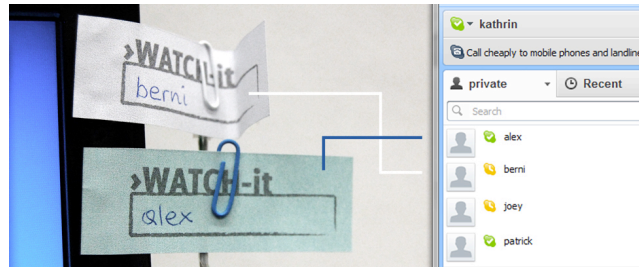 ›WATCH-it
berni
›WATCH-it
alex
kathrin
Call cheaply to mobile phones and landline
private
Recent
Search
alex
berni
joey
patrick